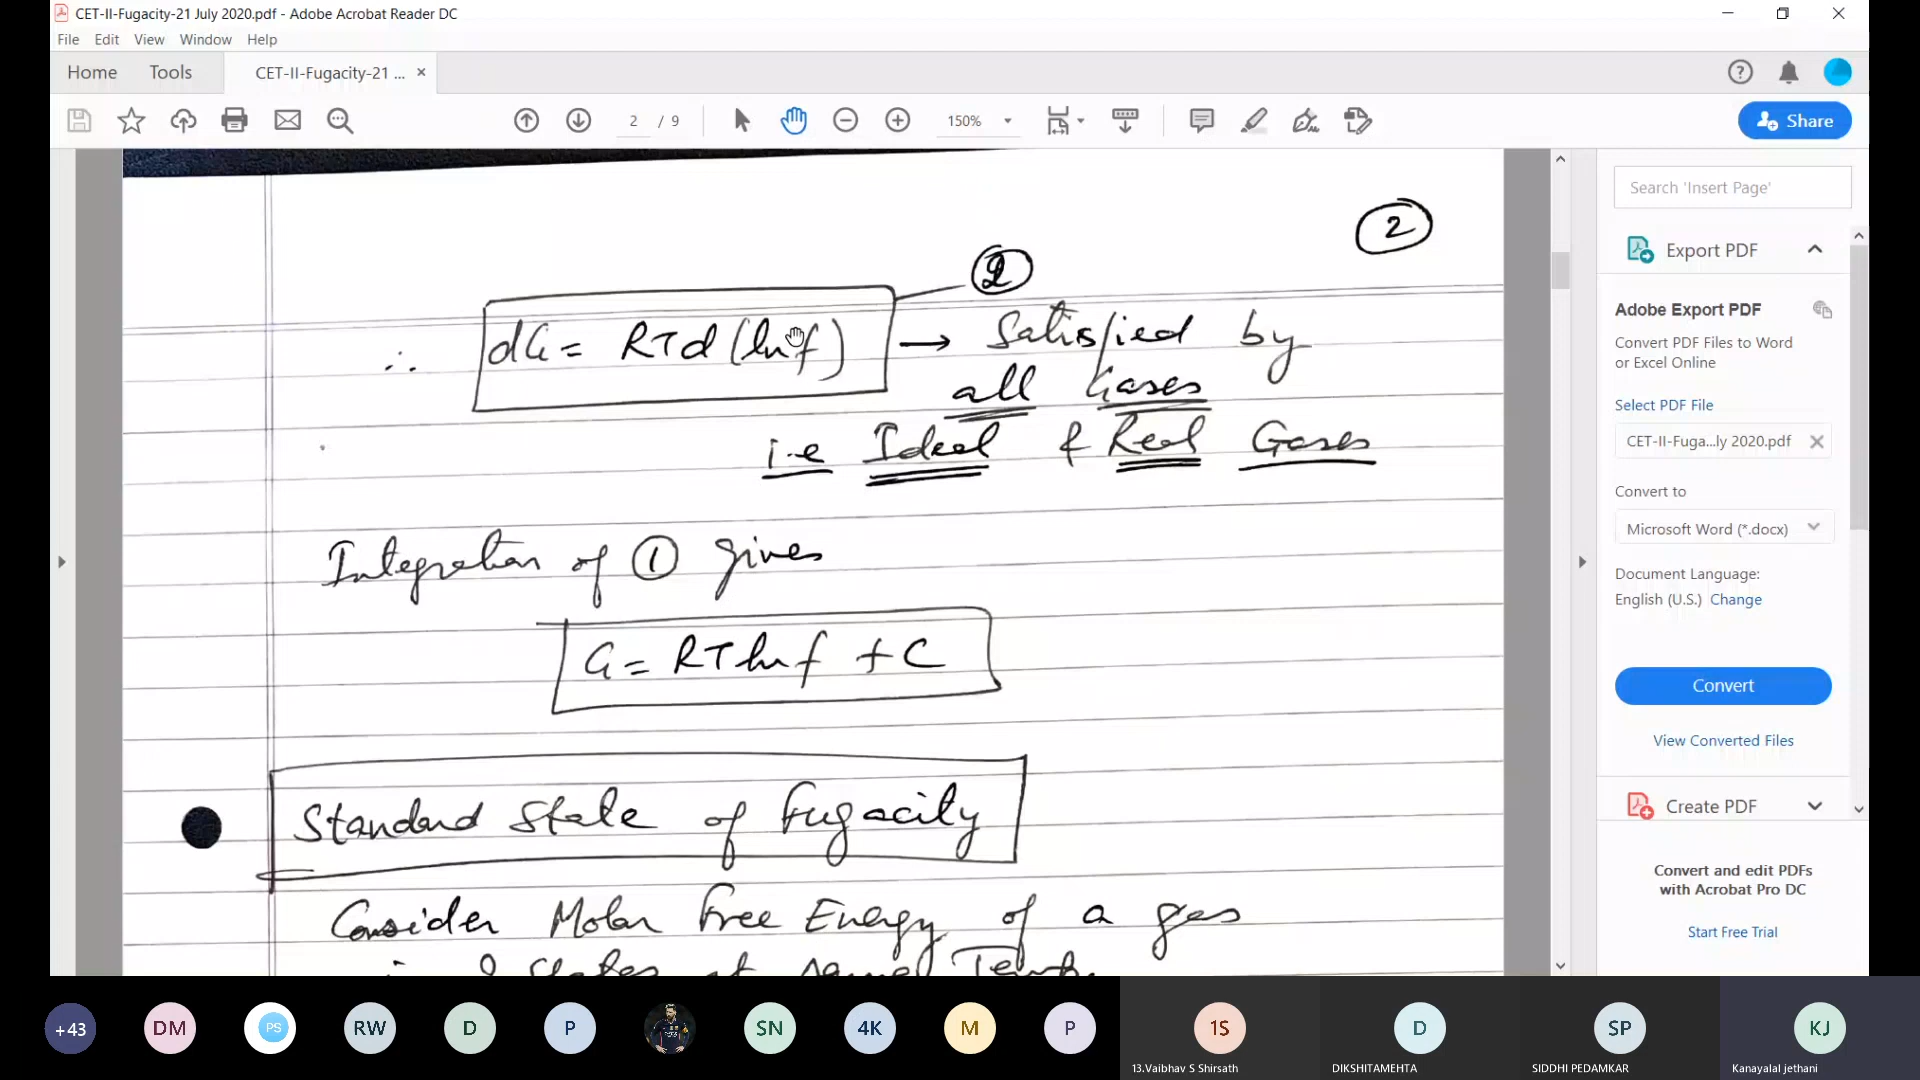 CET-II-Fugacity-21 July 2020.pdf - Adobe Acrobat Reader DC
File Edit View Window Help
Home Tools CET-II-Fugacity-21 ... ×
2 / 9 150% Share
2
∴ dG = RTd(lnf) → Satisfied by
all Gases
i.e Ideal & Real Gases
Integration of ① gives
G = RTlnf + C
Standard State of Fugacity
Consider Molar Free Energy of a gas
in 2 states at same Temp.
Search 'Insert Page'
Export PDF
Adobe Export PDF
Convert PDF Files to Word
or Excel Online
Select PDF File
CET-II-Fuga...ly 2020.pdf
Convert to
Microsoft Word (*.docx)
Document Language:
English (U.S.) Change
Convert
View Converted Files
Create PDF
Convert and edit PDFs
with Acrobat Pro DC
Start Free Trial
+43 DM PS RW D P SN 4K M P 1S D SP KJ
13.Vaibhav S Shirsath DIKSHITAMEHTA SIDDHI PEDAMKAR Kanayalal jethani